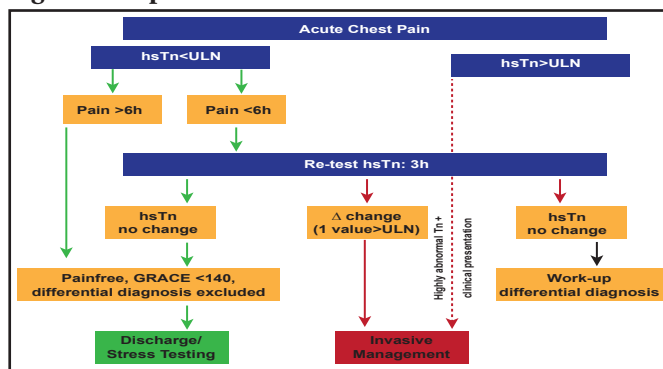 Acute Chest Pain
hsTn<ULN
hsTn>ULN
Pain >6h
Pain <6h
Re-test hsTn: 3h
hsTn
no change
Δ change
(1 value>ULN)
Highly abnormal Tn +
clinical presentation
hsTn
no change
Painfree, GRACE <140,
differential diagnosis excluded
Work-up
differential diagnosis
Discharge/
Stress Testing
Invasive
Management